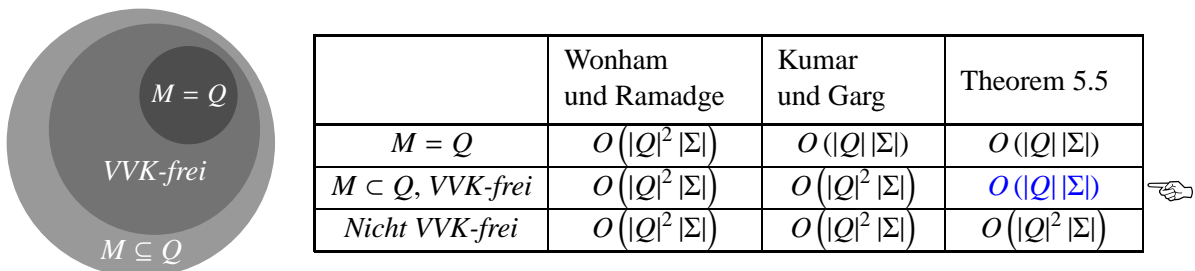 M = Q
VVK-frei
M ⊆ Q
Wonham und Ramadge | Kumar und Garg | Theorem 5.5
M = Q | O(|Q|² |Σ|) | O(|Q| |Σ|) | O(|Q| |Σ|)
M ⊂ Q, VVK-frei | O(|Q|² |Σ|) | O(|Q|² |Σ|) | O(|Q| |Σ|)
Nicht VVK-frei | O(|Q|² |Σ|) | O(|Q|² |Σ|) | O(|Q|² |Σ|)